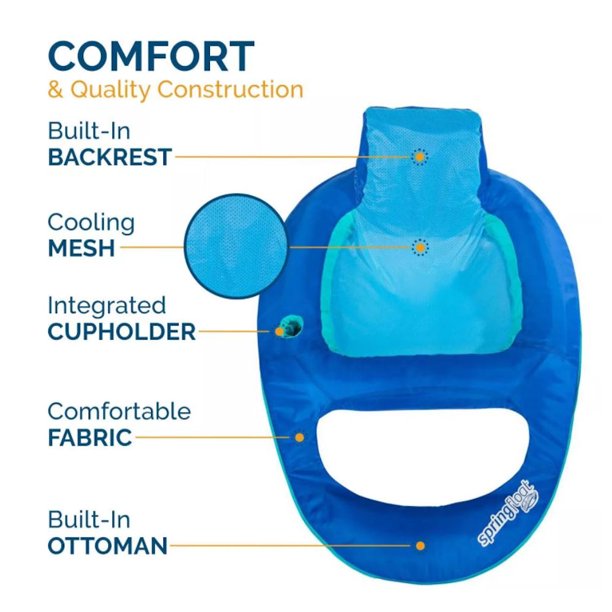 COMFORT
& Quality Construction
Built-In
BACKREST
Cooling
MESH
Integrated
CUPHOLDER
Comfortable
FABRIC
Built-In
OTTOMAN
springfloat